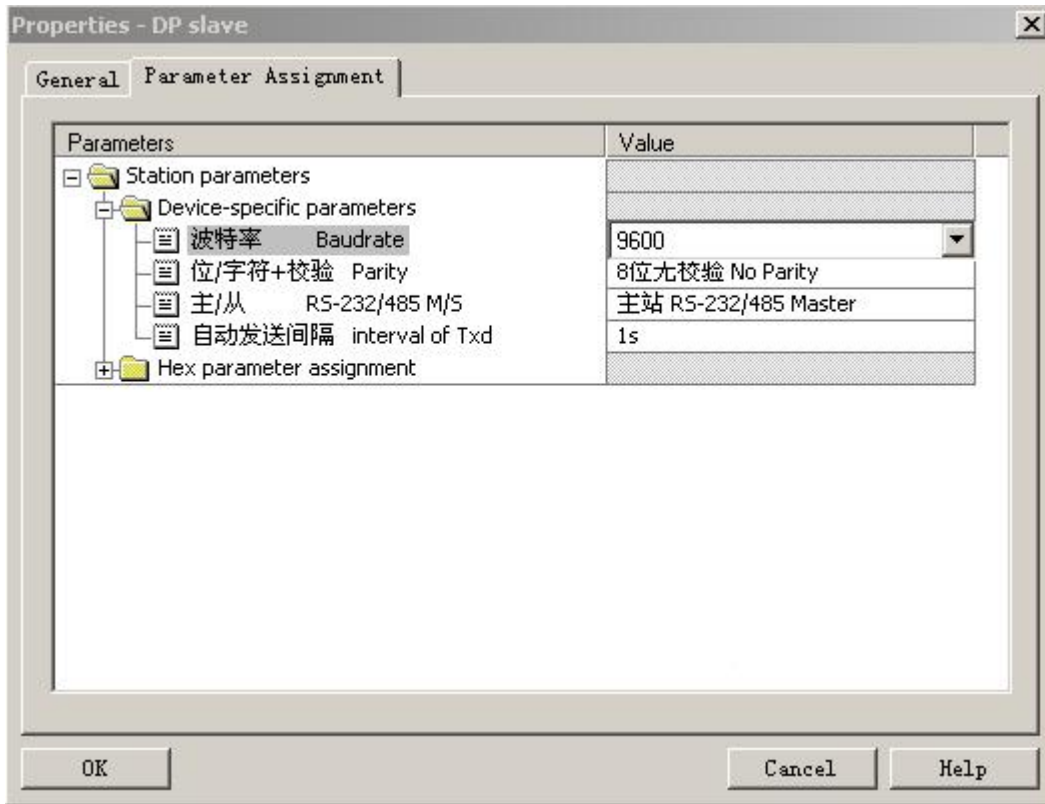 Properties - DP slave
General Parameter Assignment
Parameters Value
Station parameters
Device-specific parameters
波特率 Baudrate 9600
位/字符+校验 Parity 8位无校验 No Parity
主/从 RS-232/485 M/S 主站 RS-232/485 Master
自动发送间隔 interval of Txd 1s
Hex parameter assignment
OK Cancel Help